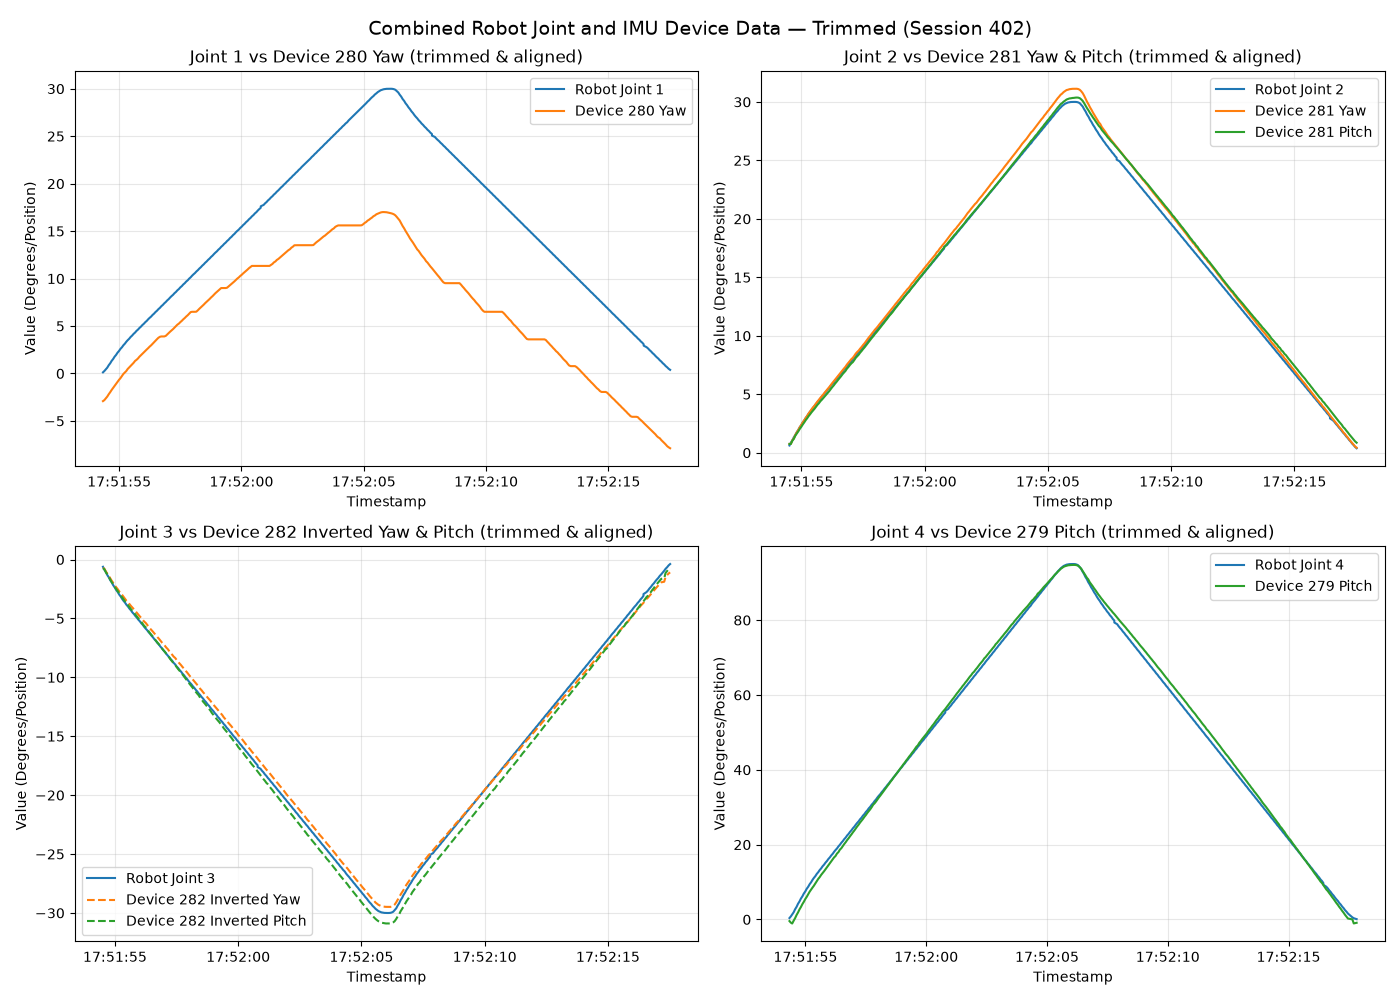 Combined Robot Joint and IMU Device Data — Trimmed (Session 402)
Joint 1 vs Device 280 Yaw (trimmed & aligned)
Value (Degrees/Position)
30
25
20
15
10
5
0
−5
Robot Joint 1
Device 280 Yaw
17:51:55 17:52:00 17:52:05 17:52:10 17:52:15
Timestamp
Joint 2 vs Device 281 Yaw & Pitch (trimmed & aligned)
Value (Degrees/Position)
30
25
20
15
10
5
0
Robot Joint 2
Device 281 Yaw
Device 281 Pitch
17:51:55 17:52:00 17:52:05 17:52:10 17:52:15
Timestamp
Joint 3 vs Device 282 Inverted Yaw & Pitch (trimmed & aligned)
Value (Degrees/Position)
0
−5
−10
−15
−20
−25
−30
Robot Joint 3
Device 282 Inverted Yaw
Device 282 Inverted Pitch
17:51:55 17:52:00 17:52:05 17:52:10 17:52:15
Timestamp
Joint 4 vs Device 279 Pitch (trimmed & aligned)
Value (Degrees/Position)
80
60
40
20
0
Robot Joint 4
Device 279 Pitch
17:51:55 17:52:00 17:52:05 17:52:10 17:52:15
Timestamp